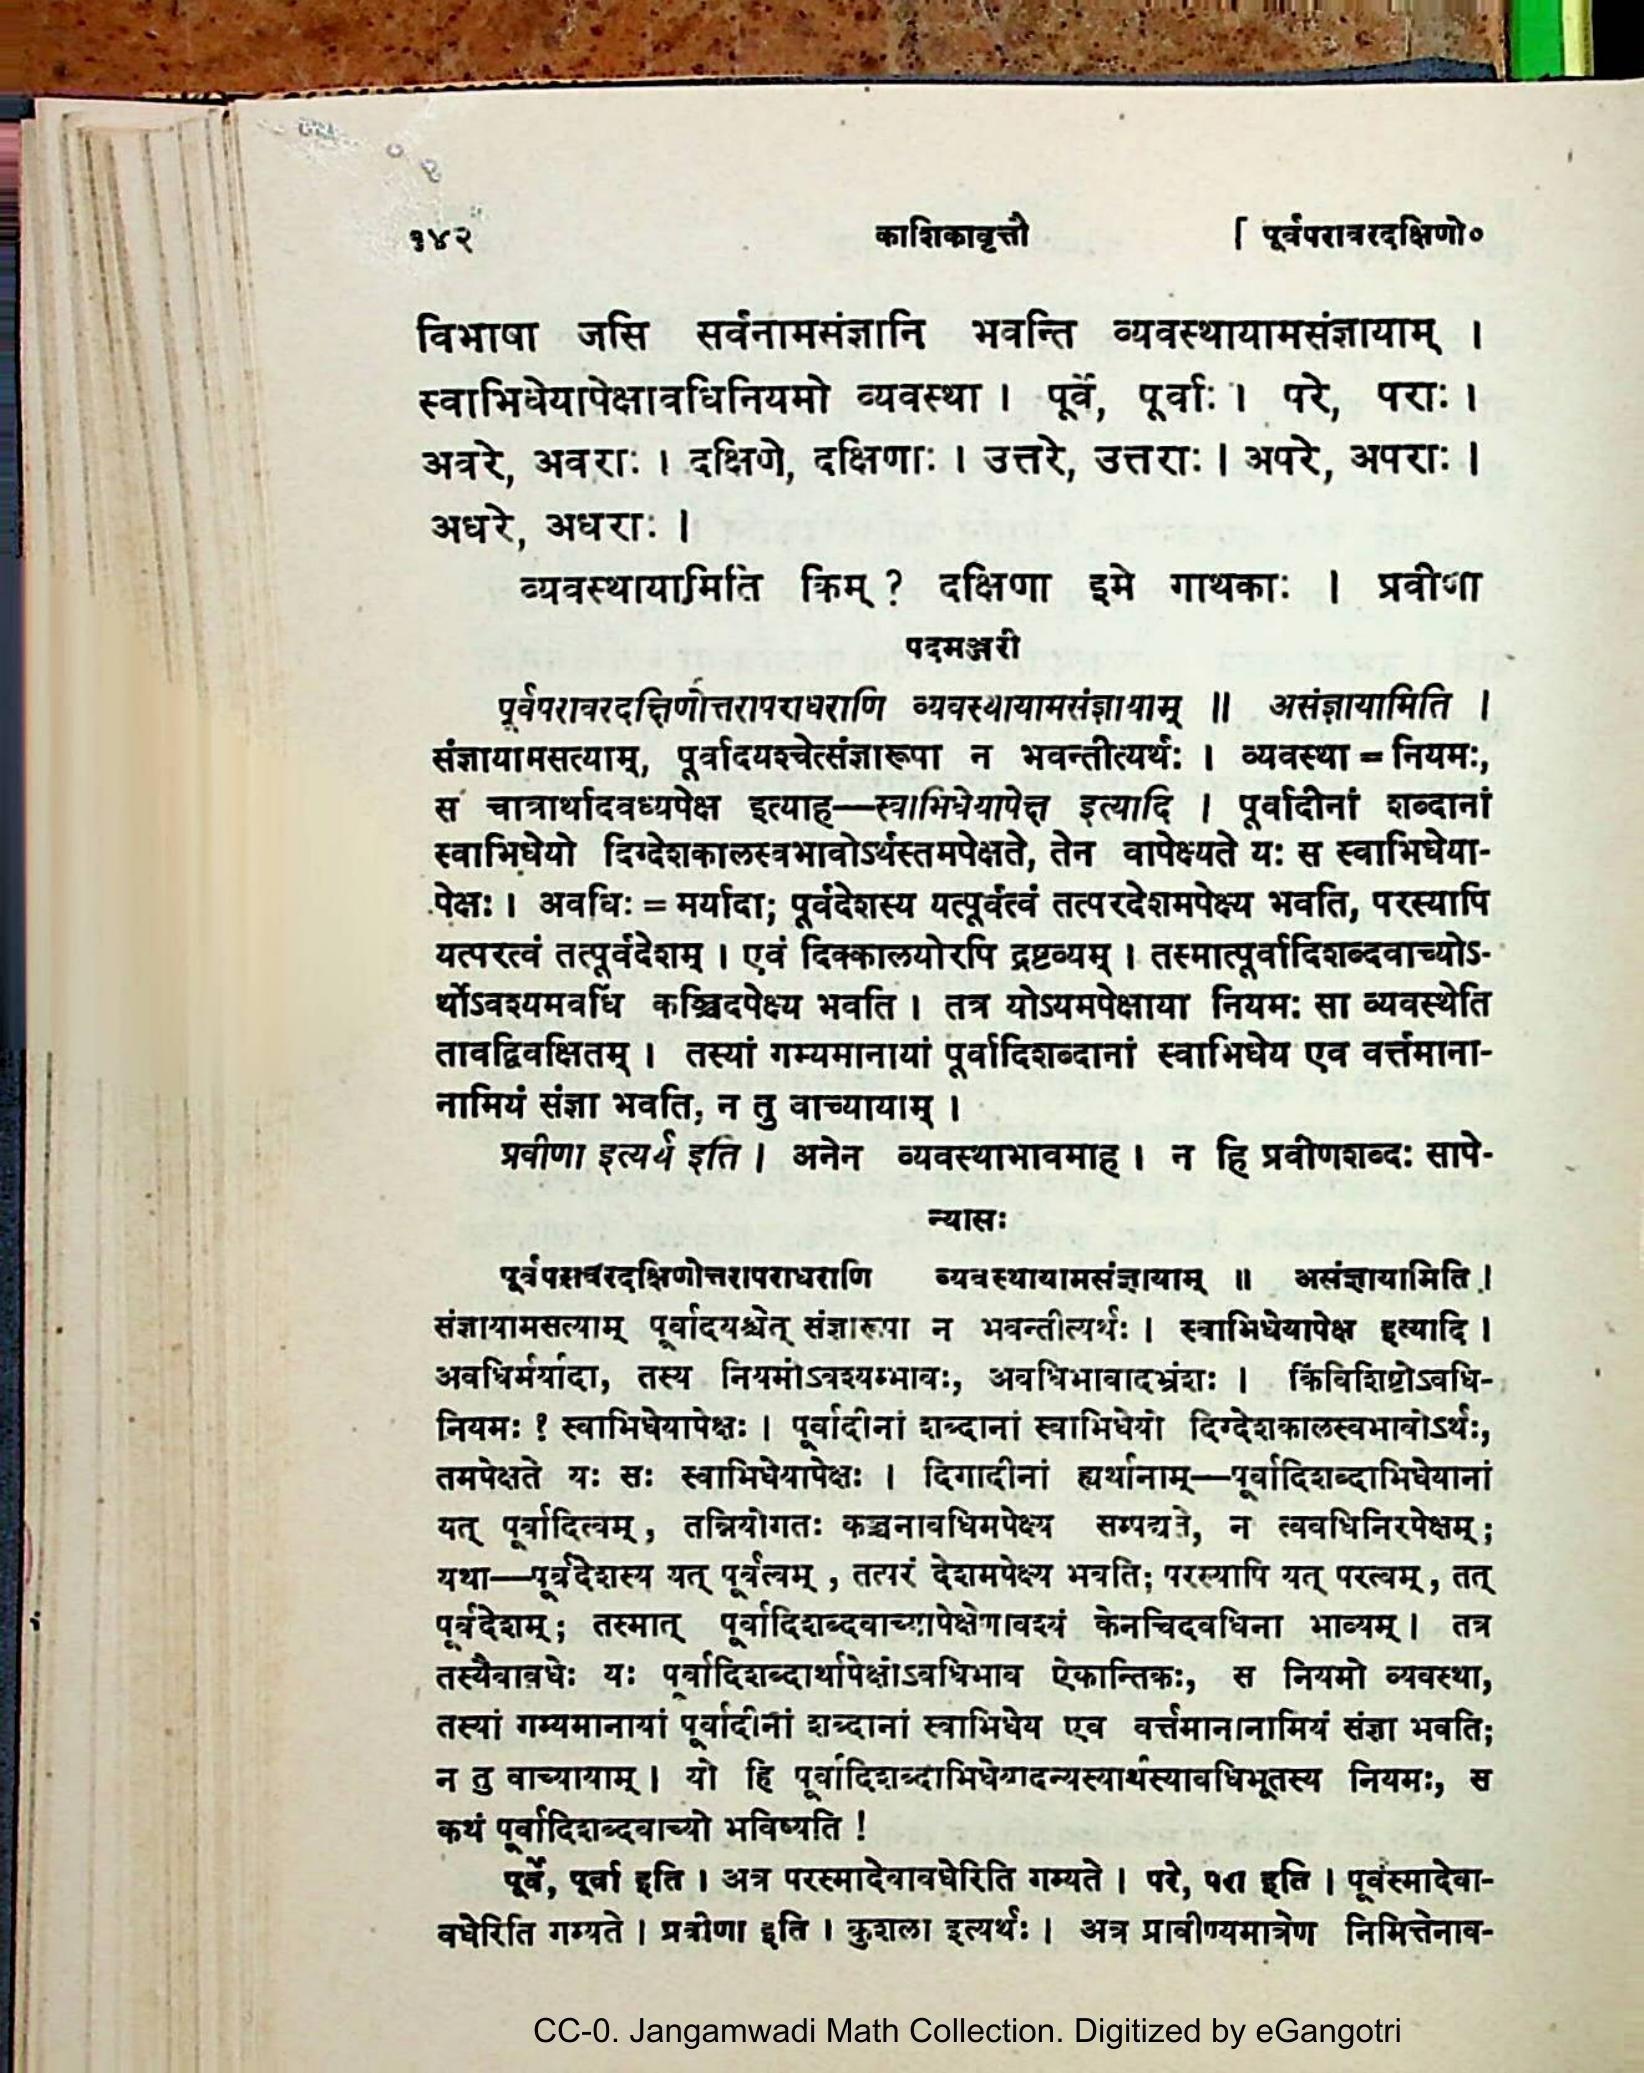 १४२ काशिकावृत्तौ [ पूर्वपरावरदक्षिणो०
विभाषा जसि सर्वनामसंज्ञानि भवन्ति व्यवस्थायामसंज्ञायाम् ।
स्वाभिधेयापेक्षावधिनियमो व्यवस्था । पूर्वे, पूर्वाः । परे, पराः ।
अवरे, अवराः । दक्षिणे, दक्षिणाः । उत्तरे, उत्तराः । अपरे, अपराः ।
अधरे, अधराः ।
व्यवस्थायामिति किम् ? दक्षिणा इमे गाथकाः । प्रवीणा
पदमञ्जरी
पूर्वपरावरदक्षिणोत्तरापराधराणि व्यवस्थायामसंज्ञायाम् ॥ असंज्ञायामिति ।
संज्ञायामसत्याम्, पूर्वादयश्चेत्संज्ञारूपा न भवन्तीत्यर्थः । व्यवस्था = नियमः,
स चात्रार्थादवध्यपेक्ष इत्याह—स्वाभिधेयापेक्ष इत्यादि । पूर्वादीनां शब्दानां
स्वाभिधेयो दिग्देशकालस्वभावोऽर्थस्तमपेक्षते, तेन वापेक्ष्यते यः स स्वाभिधेया-
पेक्षः । अवधिः = मर्यादा; पूर्वदेशस्य यत्पूर्वत्वं तत्परदेशमपेक्ष्य भवति, परस्यापि
यत्परत्वं तत्पूर्वदेशम् । एवं दिक्कालयोरपि द्रष्टव्यम् । तस्मात्पूर्वादिशब्दवाच्योऽ-
र्थोऽवश्यमवधिं कञ्चिदपेक्ष्य भवति । तत्र योऽयमपेक्षाया नियमः सा व्यवस्थेति
तावद्विवक्षितम् । तस्यां गम्यमानायां पूर्वादिशब्दानां स्वाभिधेय एव वर्त्तमाना-
नामियं संज्ञा भवति, न तु वाच्यायाम् ।
प्रवीणा इत्यर्थ इति । अनेन व्यवस्थाभावमाह । न हि प्रवीणशब्दः सापे-
न्यासः
पूर्वपरावरदक्षिणोत्तरापराधराणि व्यवस्थायामसंज्ञायाम् ॥ असंज्ञायामिति ।
संज्ञायामसत्याम् पूर्वादयश्चेत् संज्ञारूपा न भवन्तीत्यर्थः । स्वाभिधेयापेक्ष इत्यादि ।
अवधिर्मर्यादा, तस्य नियमोऽवश्यम्भावः, अवधिभावादभ्रंशः । किंविशिष्टोऽवधि-
नियमः ! स्वाभिधेयापेक्षः । पूर्वादीनां शब्दानां स्वाभिधेयो दिग्देशकालस्वभावोऽर्थः,
तमपेक्षते यः सः स्वाभिधेयापेक्षः । दिगादीनां ह्यर्थानाम्—पूर्वादिशब्दाभिधेयानां
यत् पूर्वादित्वम् , तन्नियोगतः कञ्चनावधिमपेक्ष्य सम्पद्यते, न त्ववधिनिरपेक्षम् ;
यथा—पूर्वदेशस्य यत् पूर्वत्वम् , तत्परं देशमपेक्ष्य भवति; परस्यापि यत् परत्वम् , तत्
पूर्वदेशम् ; तस्मात् पूर्वादिशब्दवाच्यापेक्षेणावश्यं केनचिदवधिना भाव्यम् । तत्र
तस्यैवावधेः यः पूर्वादिशब्दार्थापेक्षोऽवधिभाव ऐकान्तिकः, स नियमो व्यवस्था,
तस्यां गम्यमानायां पूर्वादीनां शब्दानां स्वाभिधेय एव वर्त्तमानानामियं संज्ञा भवति;
न तु वाच्यायाम् । यो हि पूर्वादिशब्दाभिधेयादन्यस्यार्थस्यावधिभूतस्य नियमः, स
कथं पूर्वादिशब्दवाच्यो भविष्यति !
पूर्वे, पूर्वा इति । अत्र परस्मादेवावधेरिति गम्यते । परे, परा इति । पूर्वस्मादेवा-
वधेरिति गम्यते । प्रवीणा इति । कुशला इत्यर्थः । अत्र प्रावीण्यमात्रेण निमित्तेनाव-
CC-0. Jangamwadi Math Collection. Digitized by eGangotri